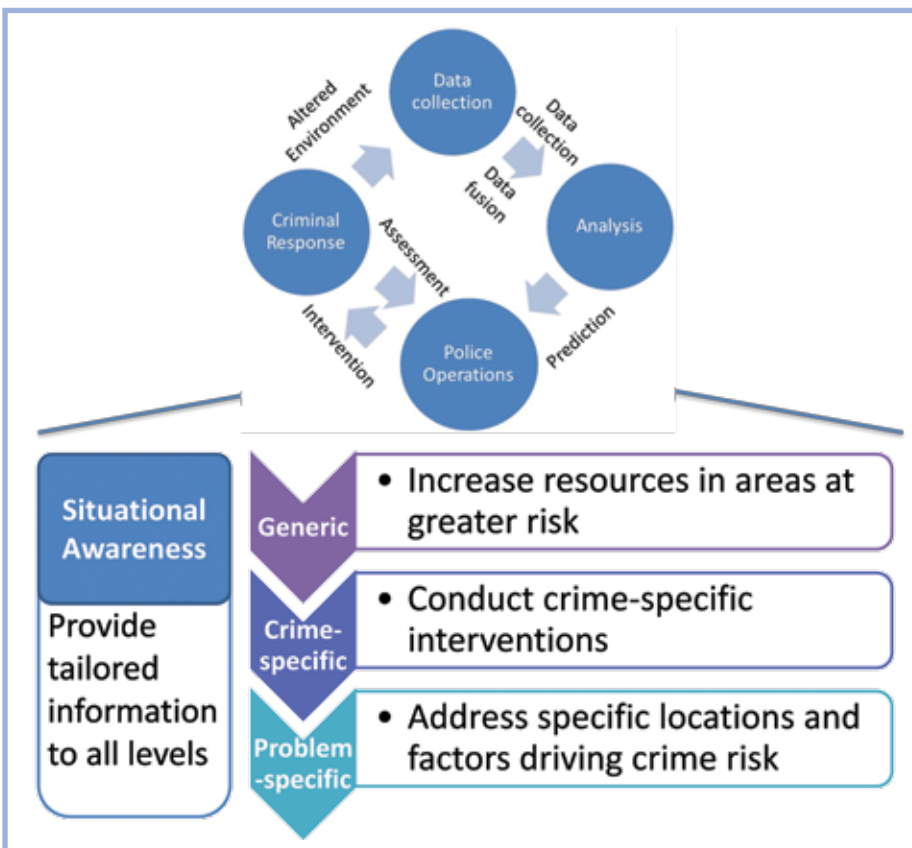 Data
collection
Altered
Environment
Data
collection
Data
fusion
Criminal
Response
Analysis
Assessment
Intervention
Police
Operations
Prediction
Situational
Awareness
Provide
tailored
information
to all levels
Generic
• Increase resources in areas at
greater risk
Crime-
specific
• Conduct crime-specific
interventions
Problem
-specific
• Address specific locations and
factors driving crime risk